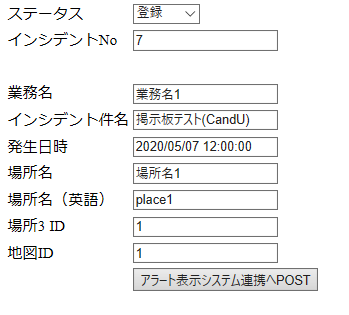 ステータス 登録
インシデントNo 7
業務名 業務名1
インシデント件名 掲示板テスト(CandU)
発生日時 2020/05/07 12:00:00
場所名 場所名1
場所名（英語） place1
場所3 ID 1
地図ID 1
アラート表示システム連携へPOST